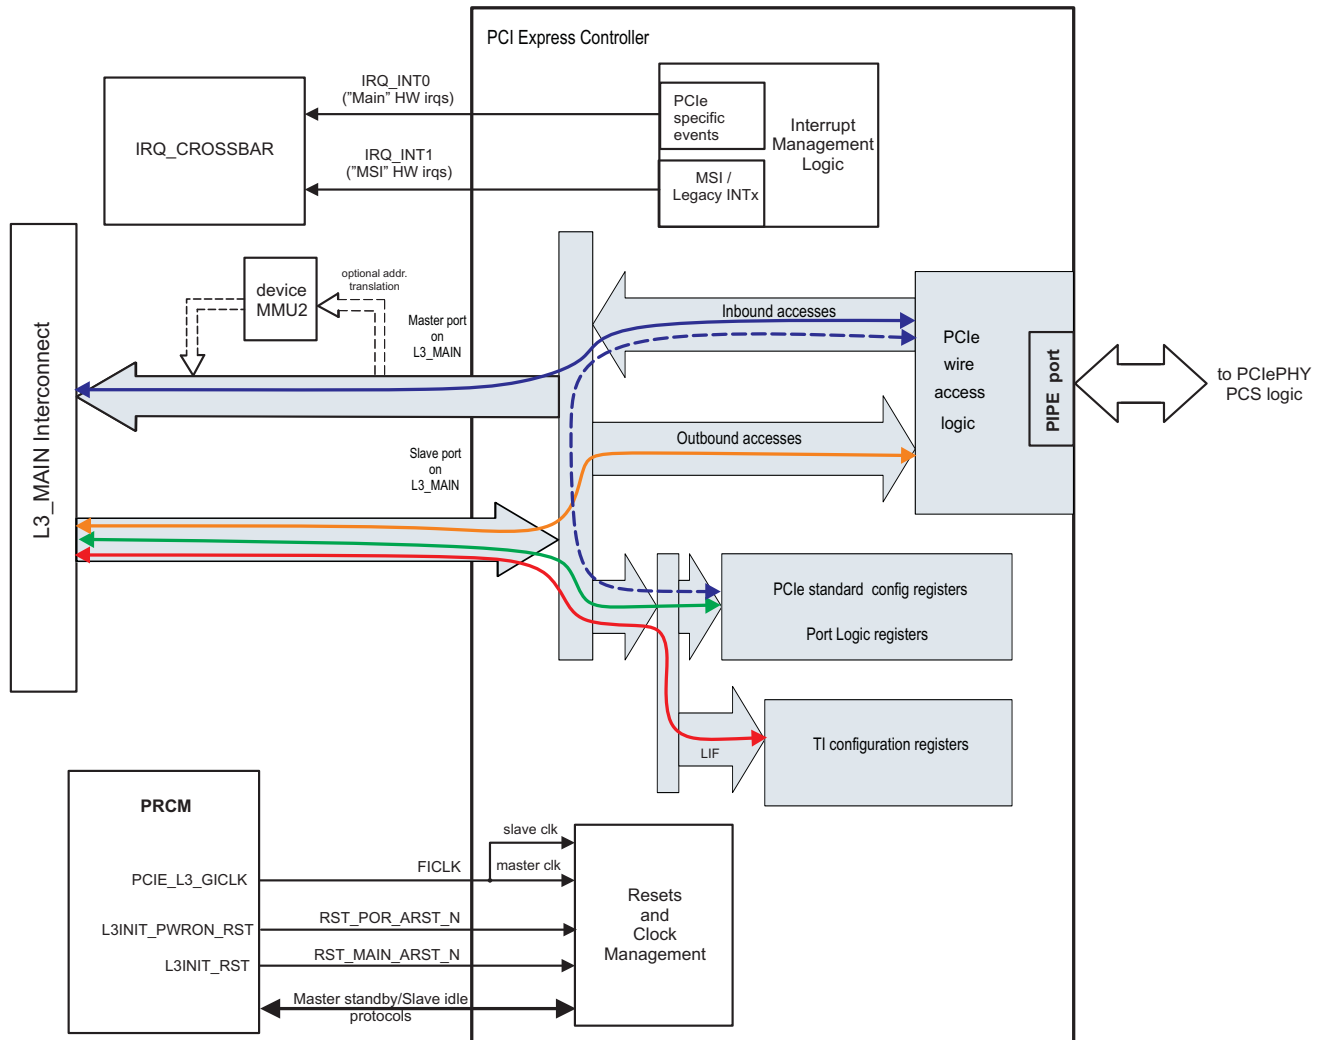 PCI Express Controller
IRQ_INT0
("Main" HW irqs)
IRQ_CROSSBAR
IRQ_INT1
("MSI" HW irqs)
PCIe
specific
events
MSI /
Legacy INTx
Interrupt
Management
Logic
L3_MAIN Interconnect
device
MMU2
optional addr.
translation
Master port
on
L3_MAIN
Inbound accesses
PCIe
wire
access
logic
PIPE port
to PCIePHY
PCS logic
Outbound accesses
Slave port
on
L3_MAIN
PCIe standard config registers
Port Logic registers
LIF
TI configuration registers
PRCM
PCIE_L3_GICLK
L3INIT_PWRON_RST
L3INIT_RST
FICLK
slave clk
master clk
RST_POR_ARST_N
RST_MAIN_ARST_N
Master standby/Slave idle
protocols
Resets
and
Clock
Management